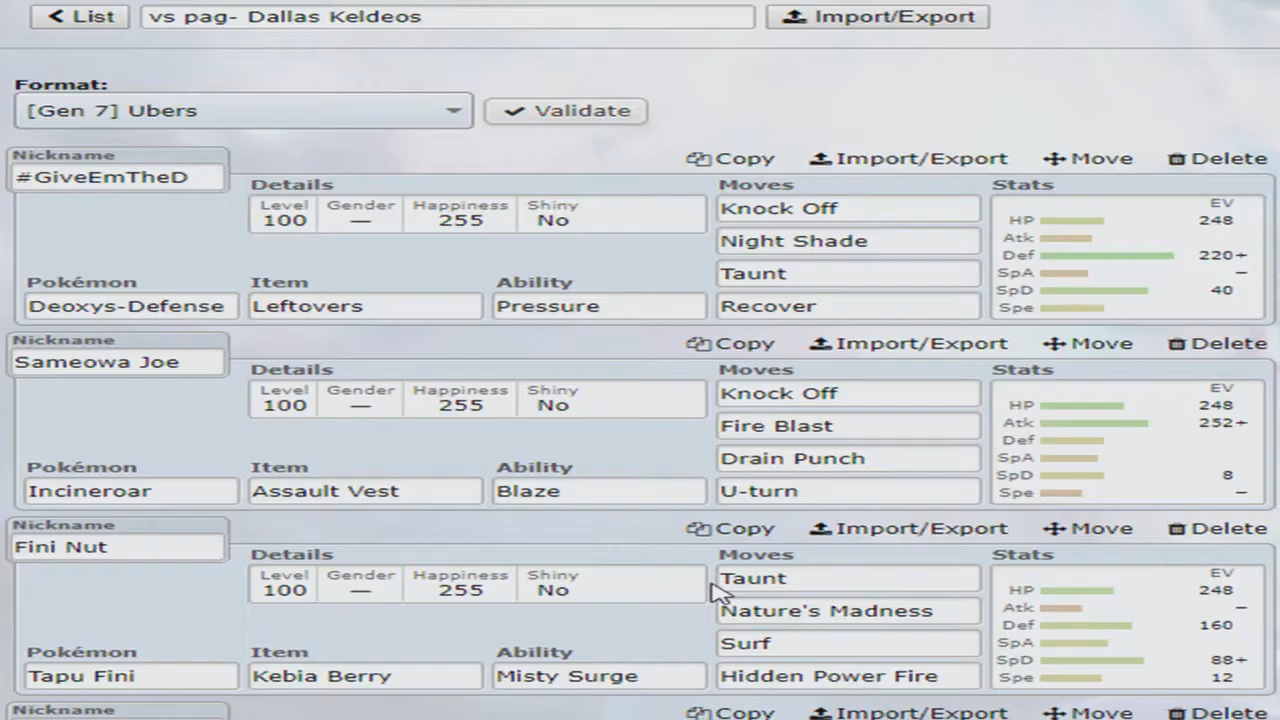 List vs pag- Dallas Keldeos Import/Export
Format:
[Gen 7] Ubers Validate
Nickname Copy Import/Export Move Delete
#GiveEmTheD
Details Moves Stats
Level Gender Happiness Shiny Knock Off EV
100 — 255 No HP 248
Night Shade Atk
Taunt Def 220+
SpA –
Pokémon Item Ability SpD 40
Deoxys-Defense Leftovers Pressure Recover Spe
Nickname Copy Import/Export Move Delete
Sameowa Joe
Details Moves Stats
Level Gender Happiness Shiny Knock Off EV
100 — 255 No HP 248
Fire Blast Atk 252+
Def
Drain Punch SpA
Pokémon Item Ability SpD 8
Incineroar Assault Vest Blaze U-turn Spe –
Nickname Copy Import/Export Move Delete
Fini Nut
Details Moves Stats
Level Gender Happiness Shiny Taunt EV
100 — 255 No HP 248
Nature's Madness Atk –
Def 160
Surf SpA
Pokémon Item Ability SpD 88+
Tapu Fini Kebia Berry Misty Surge Hidden Power Fire Spe 12
Nickname Copy Import/Export Move Delete